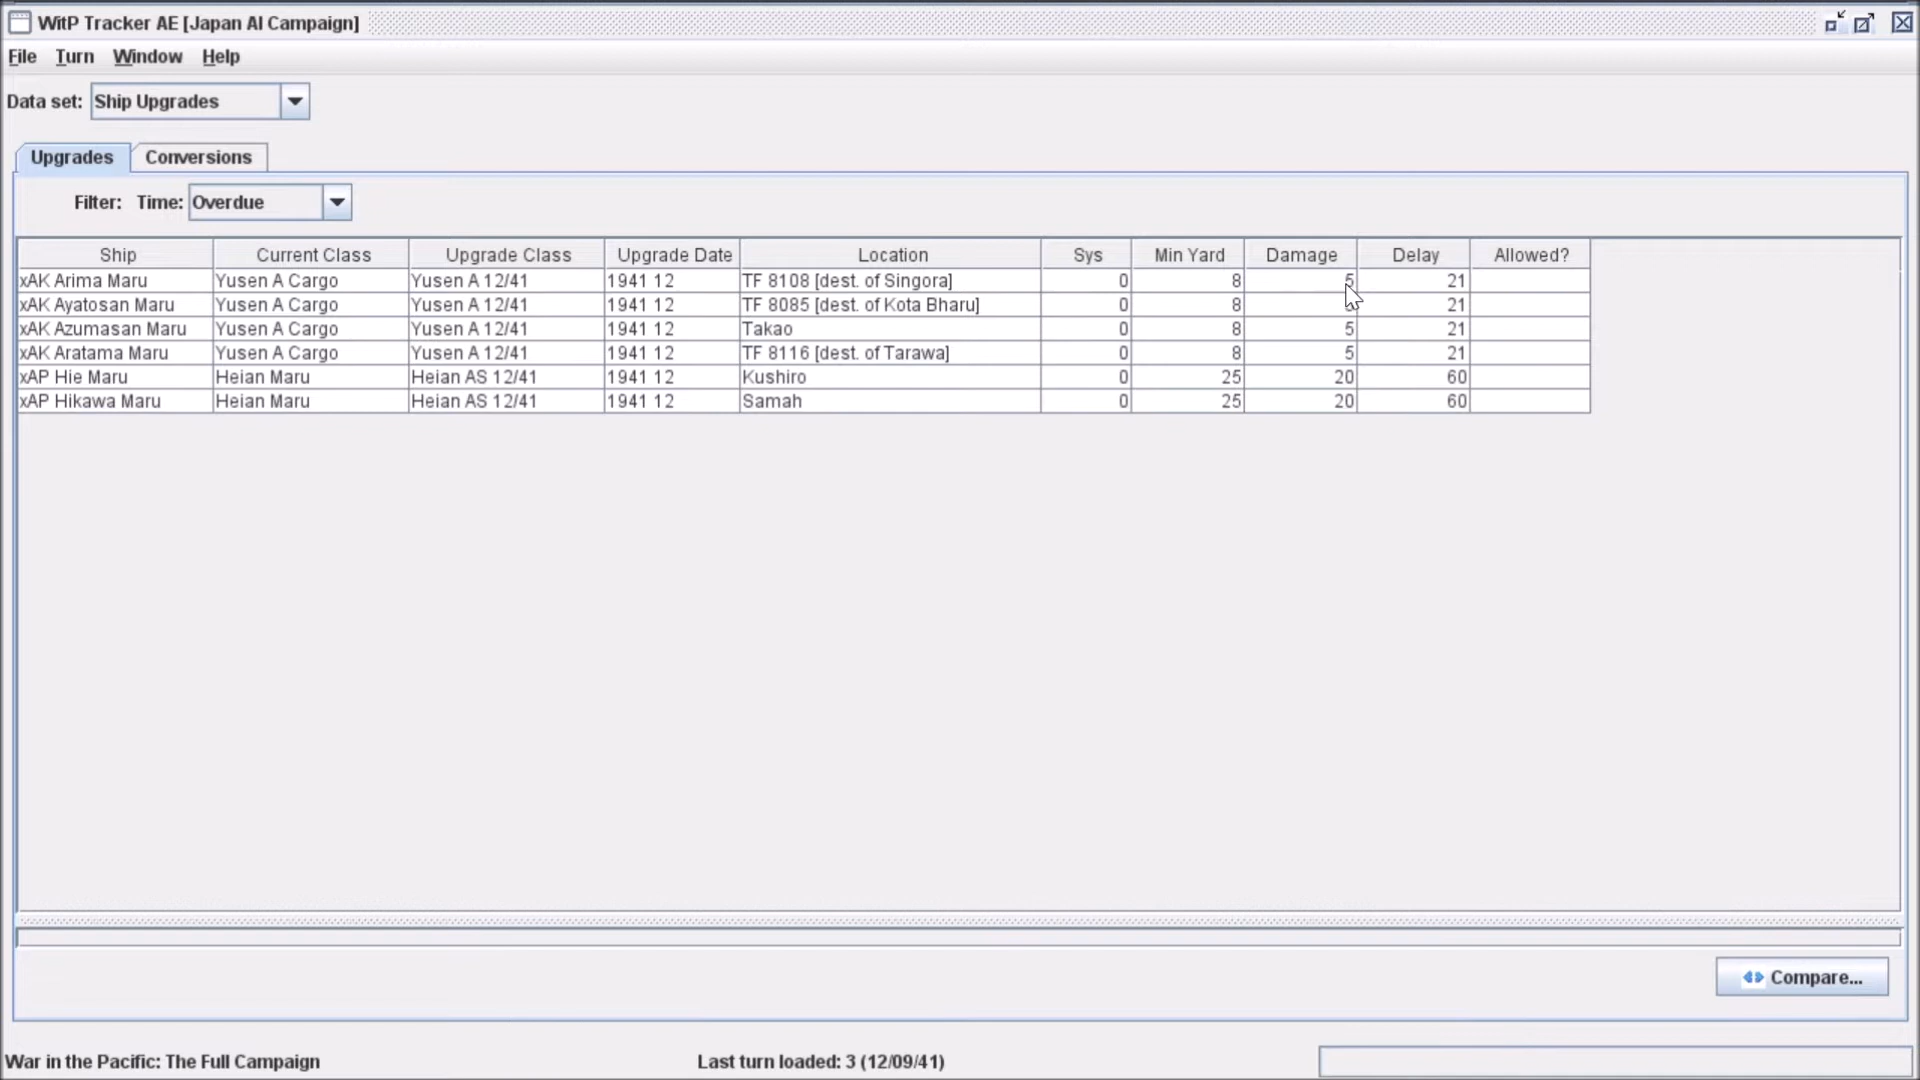 WitP Tracker AE [Japan AI Campaign]
File Turn Window Help
Data set: Ship Upgrades
Upgrades Conversions
Filter: Time: Overdue
Ship Current Class Upgrade Class Upgrade Date Location Sys Min Yard Damage Delay Allowed?
xAK Arima Maru Yusen A Cargo Yusen A 12/41 1941 12 TF 8108 [dest. of Singora] 0 8 5 21
xAK Ayatosan Maru Yusen A Cargo Yusen A 12/41 1941 12 TF 8085 [dest. of Kota Bharu] 0 8 21
xAK Azumasan Maru Yusen A Cargo Yusen A 12/41 1941 12 Takao 0 8 5 21
xAK Aratama Maru Yusen A Cargo Yusen A 12/41 1941 12 TF 8116 [dest. of Tarawa] 0 8 5 21
xAP Hie Maru Heian Maru Heian AS 12/41 1941 12 Kushiro 0 25 20 60
xAP Hikawa Maru Heian Maru Heian AS 12/41 1941 12 Samah 0 25 20 60
Compare...
War in the Pacific: The Full Campaign Last turn loaded: 3 (12/09/41)